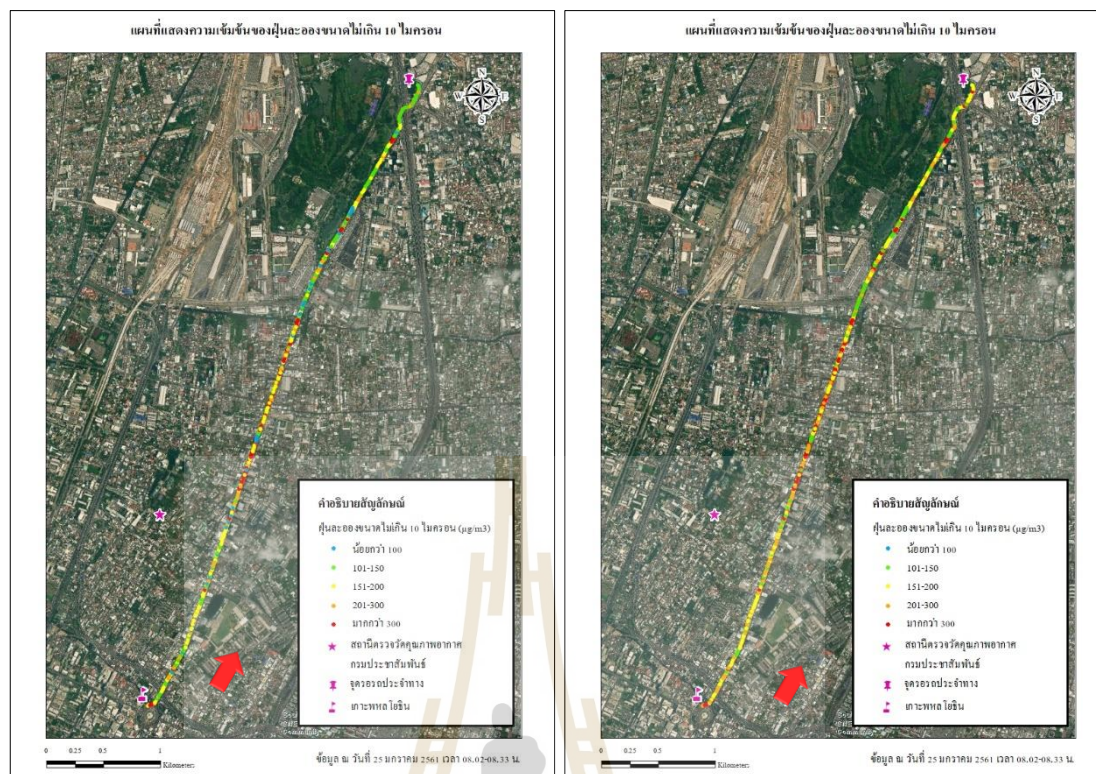 แผนที่แสดงความเข้มข้นของฝุ่นละอองขนาดไม่เกิน 10 ไมครอน
N
W E
S
คำอธิบายสัญลักษณ์
ฝุ่นละอองขนาดไม่เกิน 10 ไมครอน (µg/m3)
น้อยกว่า 100
101-150
151-200
201-300
มากกว่า 300
สถานีตรวจวัดคุณภาพอากาศ
กรมประชาสัมพันธ์
จุดรอรถประจำทาง
เกาะพหลโยธิน
0 0.25 0.5 1
Kilometers
ข้อมูล ณ วันที่ 25 มกราคม 2561 เวลา 08.02-08.33 น.
แผนที่แสดงความเข้มข้นของฝุ่นละอองขนาดไม่เกิน 10 ไมครอน
N
W E
S
คำอธิบายสัญลักษณ์
ฝุ่นละอองขนาดไม่เกิน 10 ไมครอน (µg/m3)
น้อยกว่า 100
101-150
151-200
201-300
มากกว่า 300
สถานีตรวจวัดคุณภาพอากาศ
กรมประชาสัมพันธ์
จุดรอรถประจำทาง
เกาะพหลโยธิน
0 0.25 0.5 1
Kilometers
ข้อมูล ณ วันที่ 25 มกราคม 2561 เวลา 08.02-08.33 น.